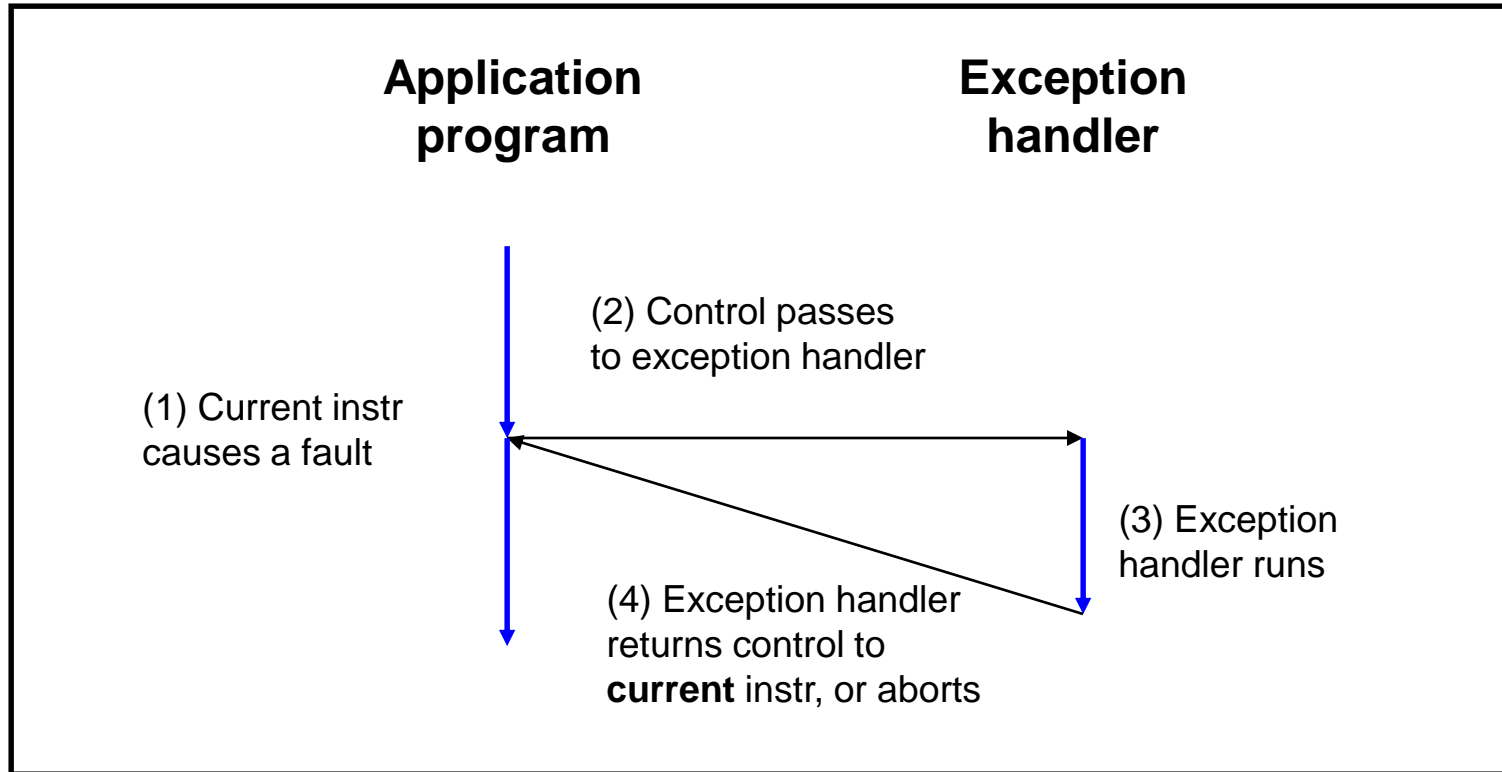 Application
program
Exception
handler
(2) Control passes
to exception handler
(1) Current instr
causes a fault
(3) Exception
handler runs
(4) Exception handler
returns control to
current instr, or aborts